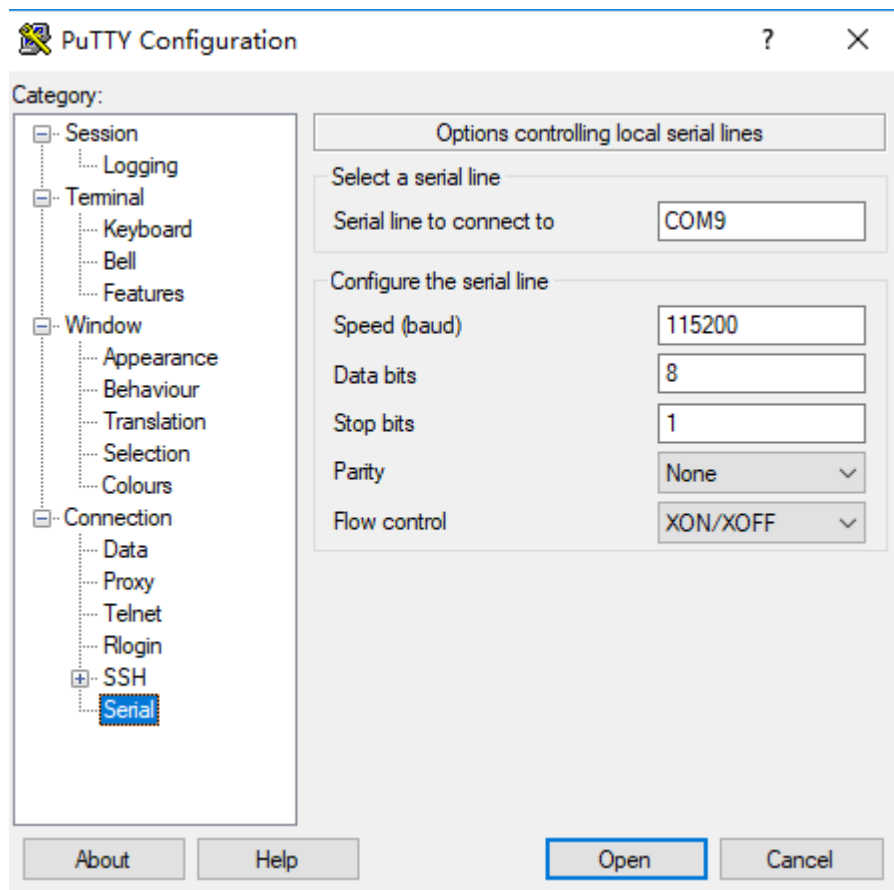 PuTTY Configuration
?
Category:
Session
Logging
Terminal
Keyboard
Bell
Features
Window
Appearance
Behaviour
Translation
Selection
Colours
Connection
Data
Proxy
Telnet
Rlogin
SSH
Serial
Options controlling local serial lines
Select a serial line
Serial line to connect to COM9
Configure the serial line
Speed (baud) 115200
Data bits 8
Stop bits 1
Parity None
Flow control XON/XOFF
About Help Open Cancel